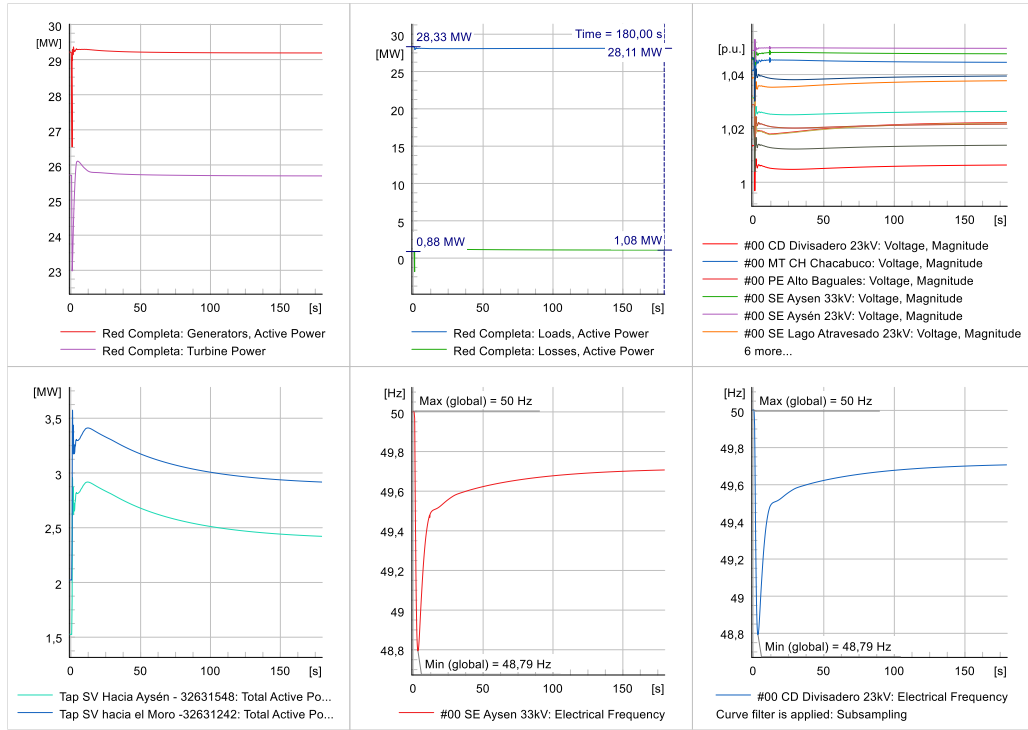 30
[MW]
29
28
27
26
25
24
23
0
50
100
150
[s]
Red Completa: Generators, Active Power
Red Completa: Turbine Power
30
28,33 MW
Time = 180,00 s
[MW]
28,11 MW
25
20
15
10
5
0,88 MW
1,08 MW
0
0
50
100
150
[s]
Red Completa: Loads, Active Power
Red Completa: Losses, Active Power
[p.u.]
1,04
1,02
1
0
50
100
150
[s]
#00 CD Divisadero 23kV: Voltage, Magnitude
#00 MT CH Chacabuco: Voltage, Magnitude
#00 PE Alto Baguales: Voltage, Magnitude
#00 SE Aysen 33kV: Voltage, Magnitude
#00 SE Aysén 23kV: Voltage, Magnitude
#00 SE Lago Atravesado 23kV: Voltage, Magnitude
6 more...
[MW]
3,5
3
2,5
2
1,5
0
50
100
150
[s]
Tap SV Hacia Aysén - 32631548: Total Active Po...
Tap SV hacia el Moro -32631242: Total Active Po...
[Hz]
Max (global) = 50 Hz
50
49,8
49,6
49,4
49,2
49
48,8
Min (global) = 48,79 Hz
0
50
100
150
[s]
#00 SE Aysen 33kV: Electrical Frequency
[Hz]
Max (global) = 50 Hz
50
49,8
49,6
49,4
49,2
49
48,8
Min (global) = 48,79 Hz
0
50
100
150
[s]
#00 CD Divisadero 23kV: Electrical Frequency
Curve filter is applied: Subsampling